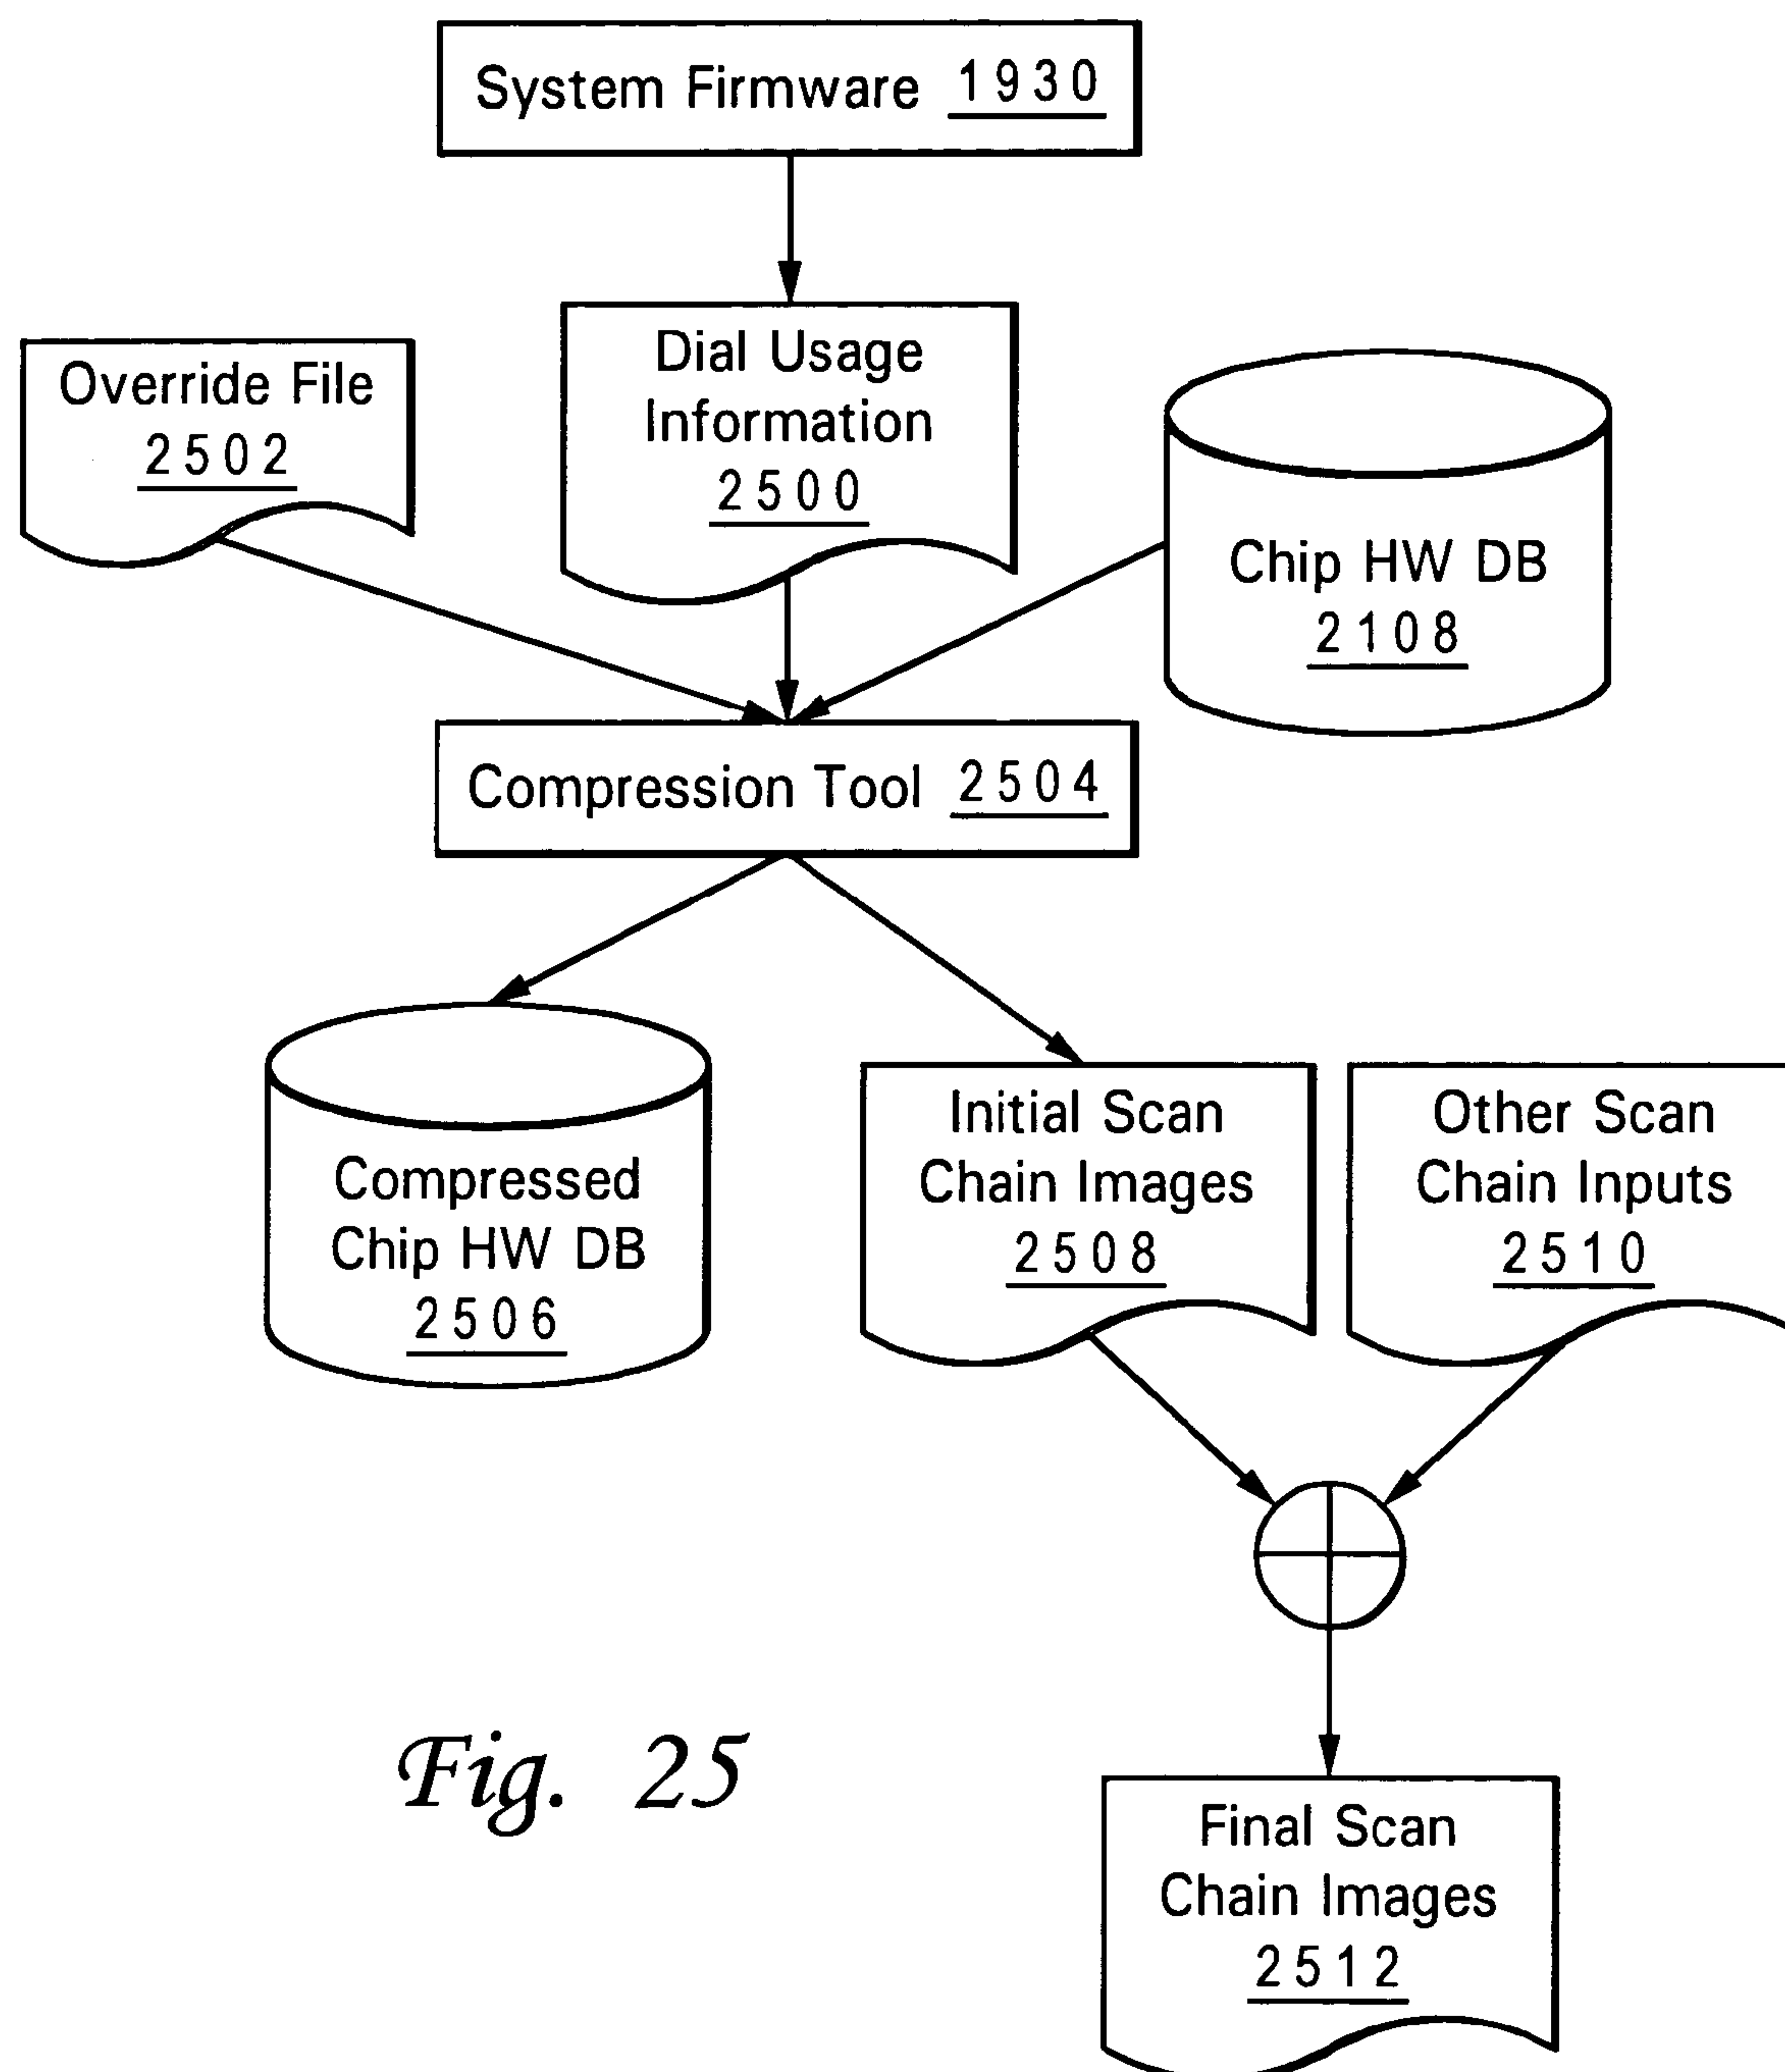 System Firmware 1930
Override File
2502
Dial Usage
Information
2500
Chip HW DB
2108
Compression Tool 2504
Compressed
Chip HW DB
2506
Initial Scan
Chain Images
2508
Other Scan
Chain Inputs
2510
Fig. 25
Final Scan
Chain Images
2512